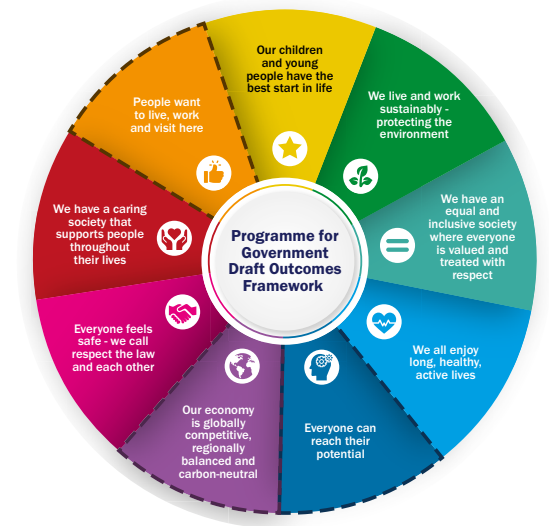 Our children
and young
people have the
best start in life
We live and work
sustainably -
protecting the
environment
We have an
equal and
inclusive society
where everyone
is valued and
treated with
respect
We all enjoy
long, healthy,
active lives
Everyone can
reach their
potential
Our economy
is globally
competitive,
regionally
balanced and
carbon-neutral
Everyone feels
safe - we call
respect the law
and each other
We have a caring
society that
supports people
throughout
their lives
People want
to live, work
and visit here
Programme for
Government
Draft Outcomes
Framework